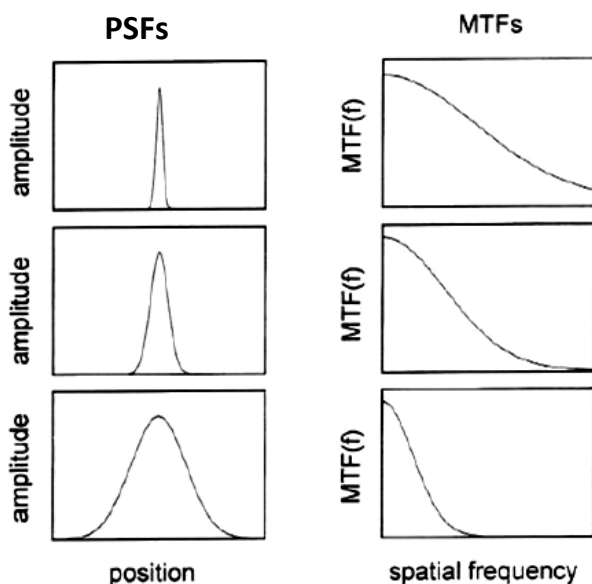 PSFs
MTFs
amplitude
MTF(f)
amplitude
MTF(f)
amplitude
MTF(f)
position
spatial frequency